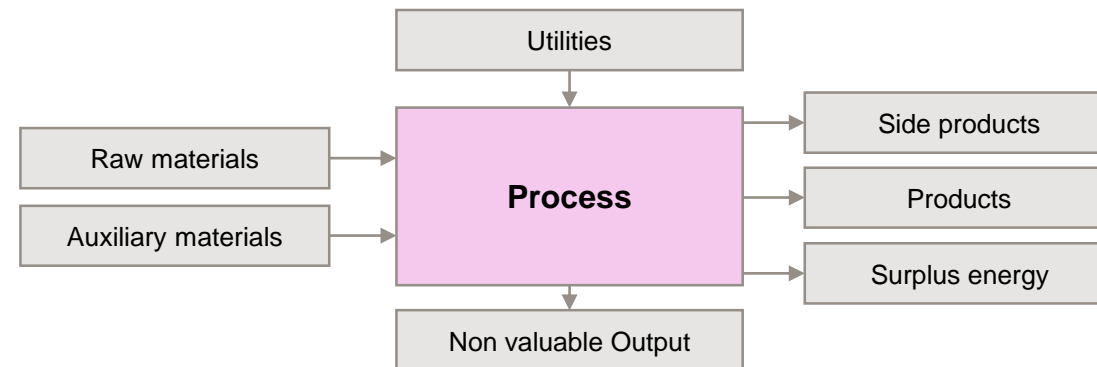 Utilities
Raw materials
Auxiliary materials
Process
Side products
Products
Surplus energy
Non valuable Output